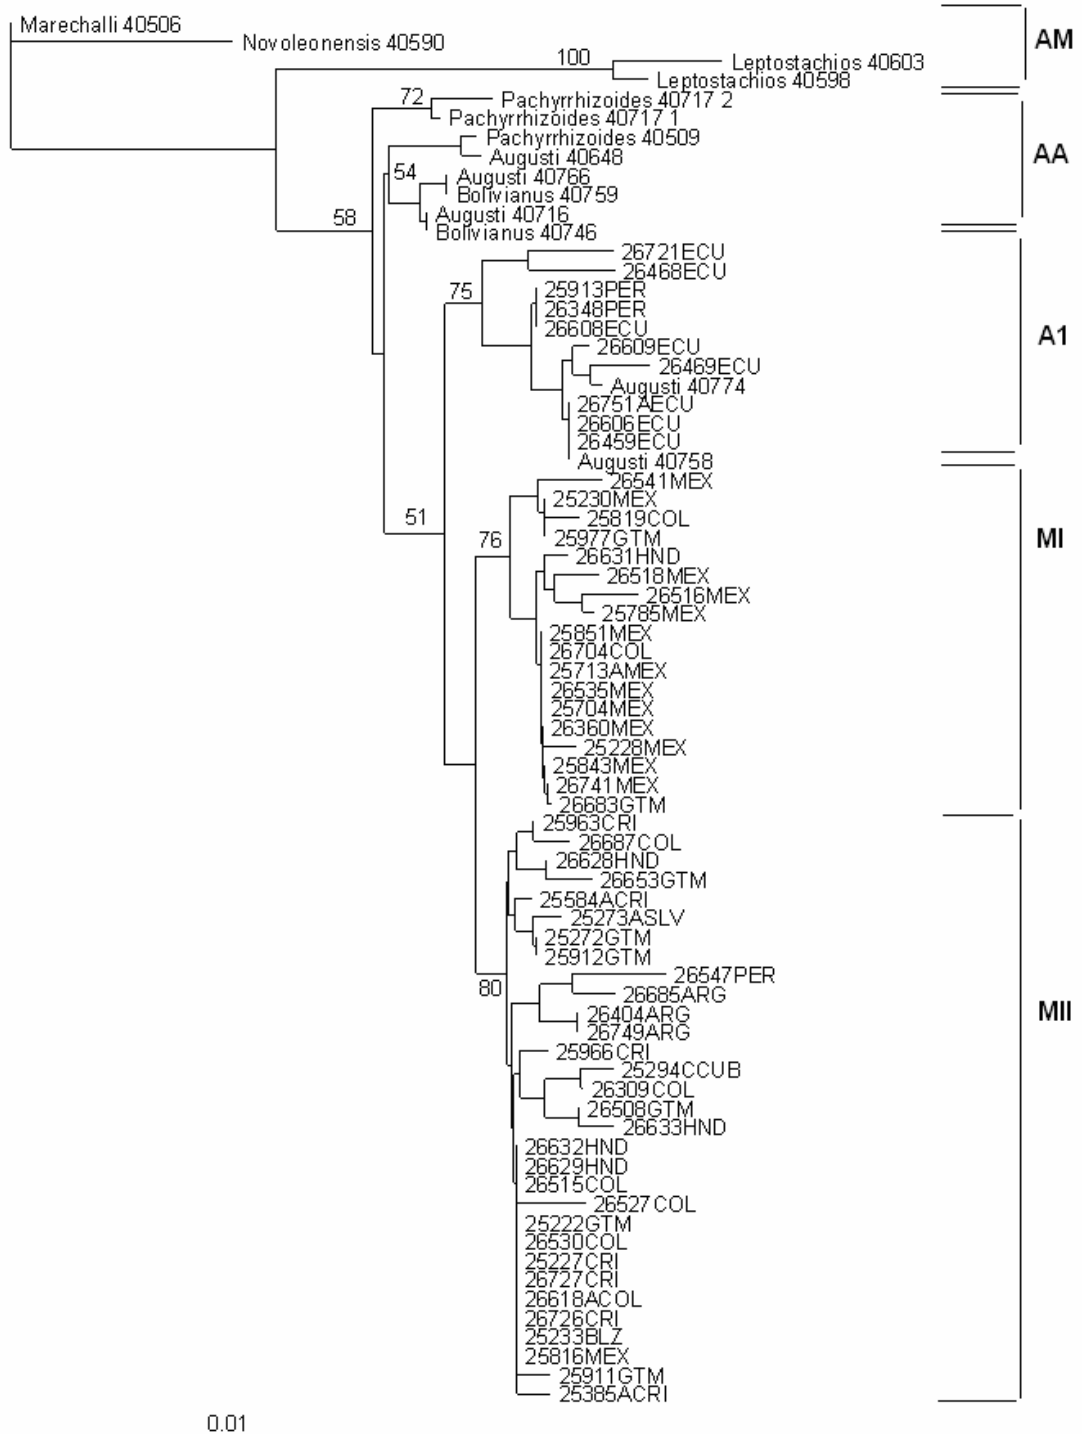 Marechalli 40506
Novoleonensis 40590
AM
100
Leptostachios 40603
Leptostachios 40598
72
Pachyrrhizoides 40717 2
Pachyrrhizoides 40717 1
Pachyrrhizoides 40509
AA
Augusti 40648
54
Augusti 40766
Bolivianus 40759
58
Augusti 40716
Bolivianus 40746
26721ECU
26468ECU
75
25913PER
26348PER
26608ECU
A1
26609ECU
26469ECU
Augusti 40774
26751AECU
26606ECU
26459ECU
Augusti 40758
26541MEX
25230MEX
51
25819COL
76
25977GTM
MI
26631HND
26518MEX
26516MEX
25785MEX
25851MEX
26704COL
25713AMEX
26535MEX
25704MEX
26360MEX
25228MEX
25843MEX
26741MEX
26683GTM
25963CRI
26687COL
26628HND
26653GTM
25584ACRI
25273ASLV
25272GTM
25912GTM
26547PER
80
26685ARG
26404ARG
MII
26749ARG
25966CRI
25294CCUB
26309COL
26508GTM
26633HND
26632HND
26629HND
26515COL
26527COL
25222GTM
26530COL
25227CRI
26727CRI
26618ACOL
26726CRI
25233BLZ
25816MEX
25911GTM
25385ACRI
0.01